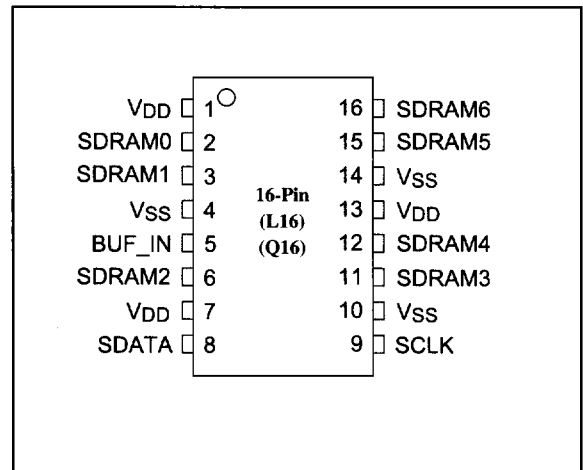 VDD 1 16 SDRAM6
SDRAM0 2 15 SDRAM5
SDRAM1 3 14 VSS
VSS 4 13 VDD
BUF_IN 5 12 SDRAM4
SDRAM2 6 11 SDRAM3
VDD 7 10 VSS
SDATA 8 9 SCLK
16-Pin
(L16)
(Q16)